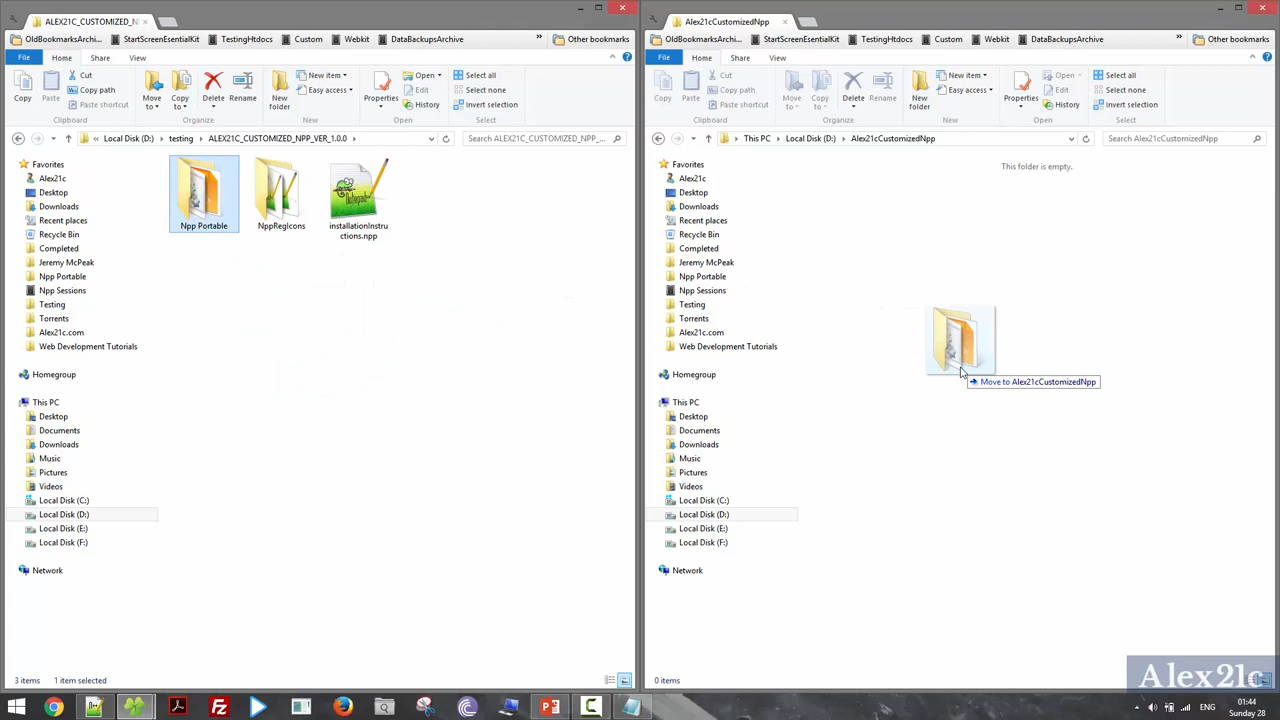 ALEX21C_CUSTOMIZED_N
OldBookmarksArchi...
StartScreenEsentialKit
TestingHtdocs
Custom
Webkit
DataBackupsArchive
»
Other bookmarks
File
Home
Share
View
Copy
Paste
Cut
Copy path
Paste shortcut
Clipboard
Move to
Copy to
Delete
Rename
Organize
New folder
New item
Easy access
New
Properties
Open
Edit
History
Open
Select all
Select none
Invert selection
Select
« Local Disk (D:) testing ALEX21C_CUSTOMIZED_NPP_VER_1.0.0
Search ALEX21C_CUSTOMIZED_NPP_...
Favorites
Alex21c
Desktop
Downloads
Recent places
Recycle Bin
Completed
Jeremy McPeak
Npp Portable
Npp Sessions
Testing
Torrents
Alex21c.com
Web Development Tutorials
Homegroup
This PC
Desktop
Documents
Downloads
Music
Pictures
Videos
Local Disk (C:)
Local Disk (D:)
Local Disk (E:)
Local Disk (F:)
Network
Npp Portable
NppRegIcons
installationInstru
ctions.npp
3 items 1 item selected
Alex21cCustomizedNpp
OldBookmarksArchi...
StartScreenEsentialKit
TestingHtdocs
Custom
Webkit
DataBackupsArchive
»
Other bookmarks
File
Home
Share
View
Copy
Paste
Cut
Copy path
Paste shortcut
Clipboard
Move to
Copy to
Delete
Rename
Organize
New folder
New item
Easy access
New
Properties
Open
Edit
History
Open
Select all
Select none
Invert selection
Select
This PC Local Disk (D:) Alex21cCustomizedNpp
Search Alex21cCustomizedNpp
This folder is empty.
Favorites
Alex21c
Desktop
Downloads
Recent places
Recycle Bin
Completed
Jeremy McPeak
Npp Portable
Npp Sessions
Testing
Torrents
Alex21c.com
Web Development Tutorials
Homegroup
This PC
Desktop
Documents
Downloads
Music
Pictures
Videos
Local Disk (C:)
Local Disk (D:)
Local Disk (E:)
Local Disk (F:)
Network
Move to Alex21cCustomizedNpp
0 items
Alex21c
ENG
01:44
Sunday 28